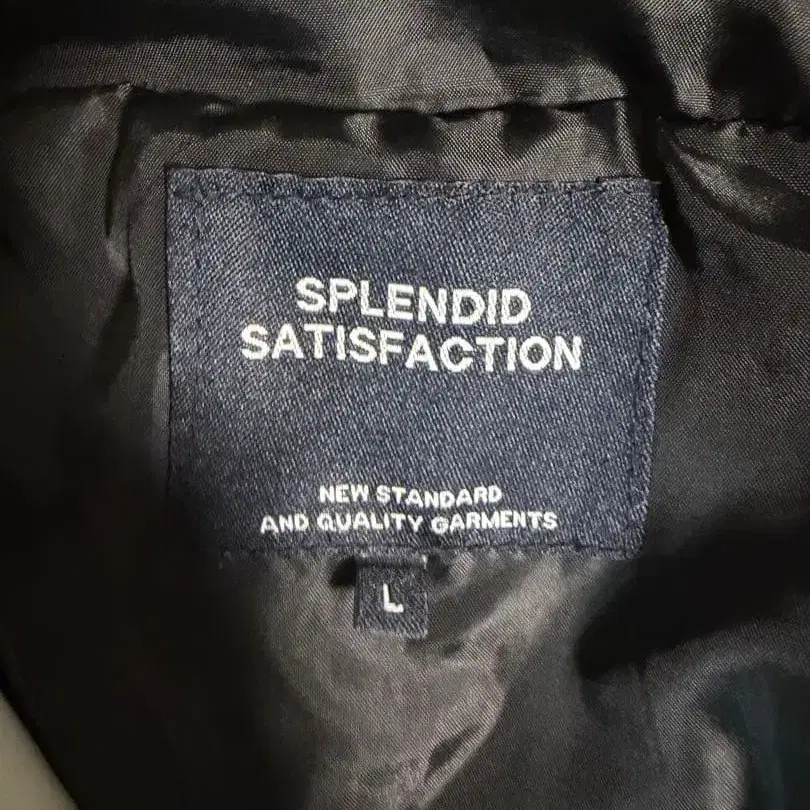 SPLENDID
SATISFACTION
NEW STANDARD
AND QUALITY GARMENTS
L